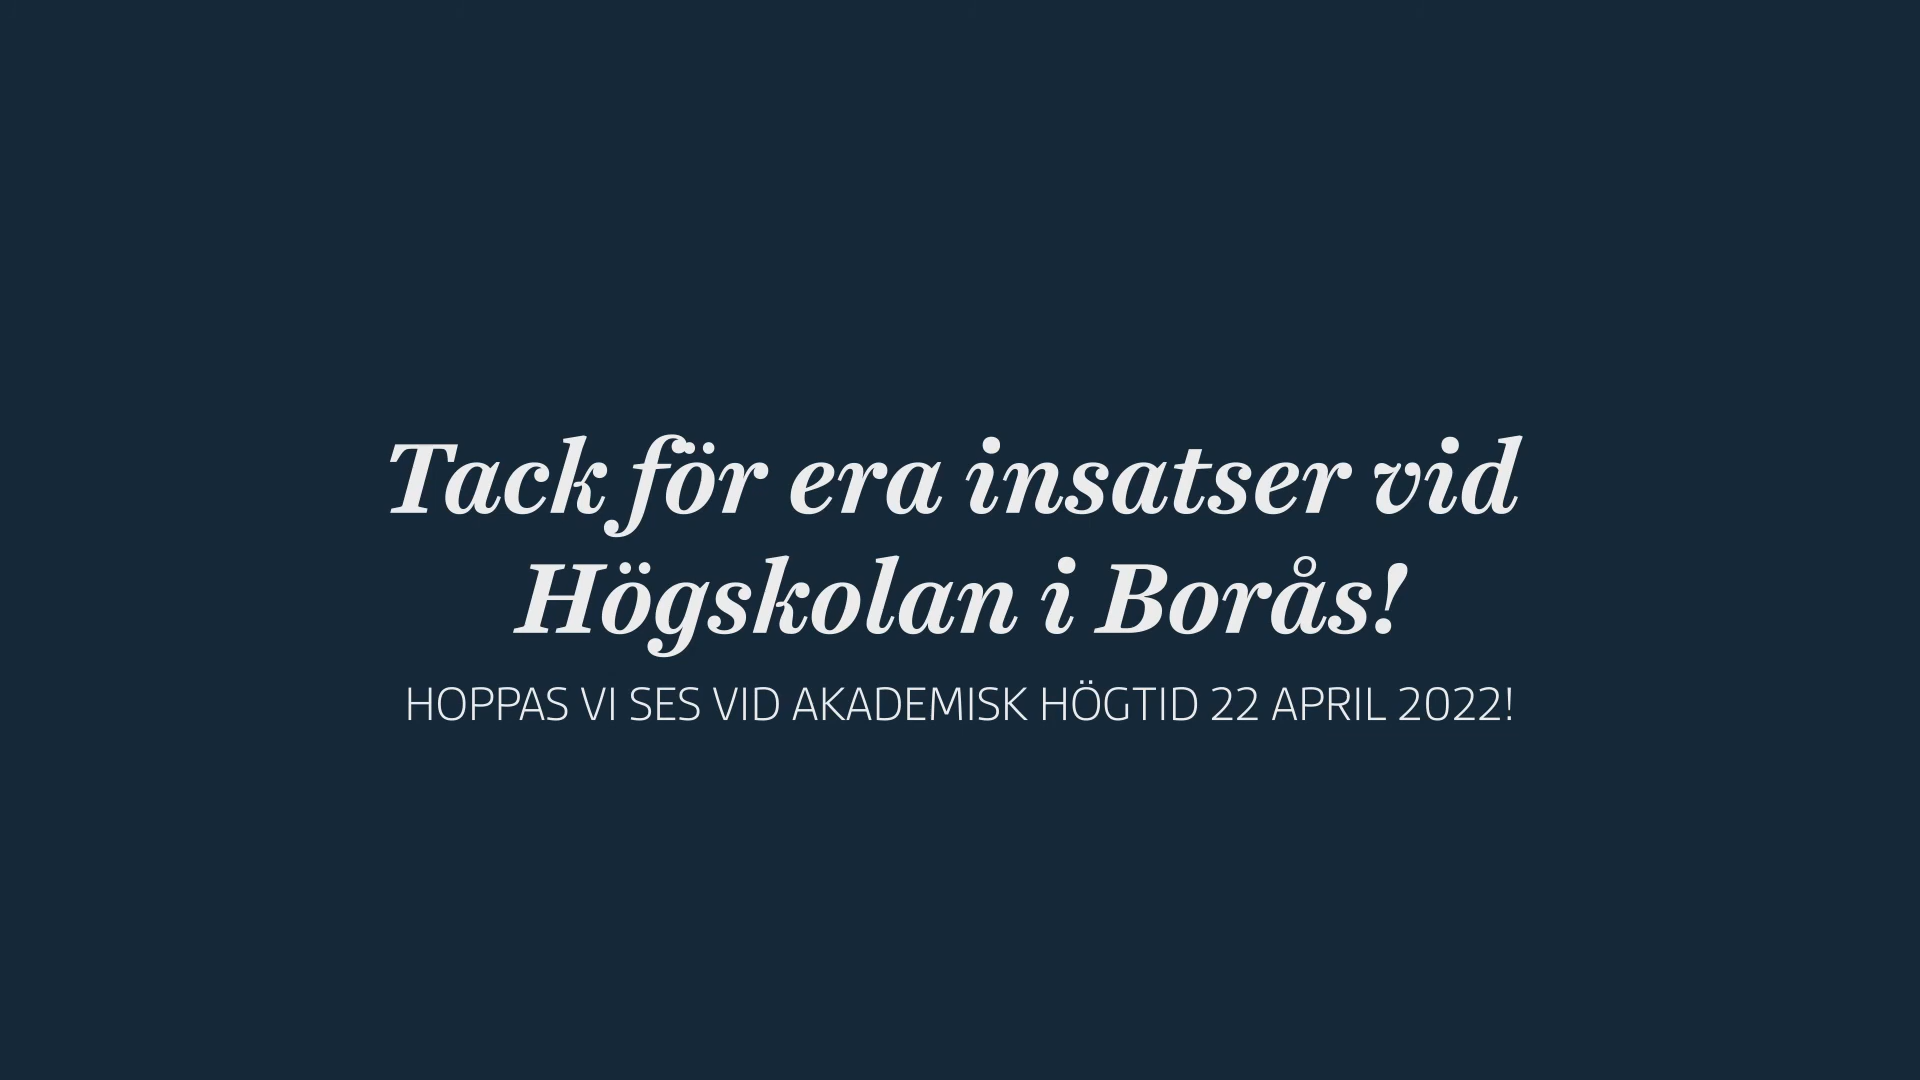 Tack för era insatser vid
Högskolan i Borås!
HOPPAS VI SES VID AKADEMISK HÖGTID 22 APRIL 2022!